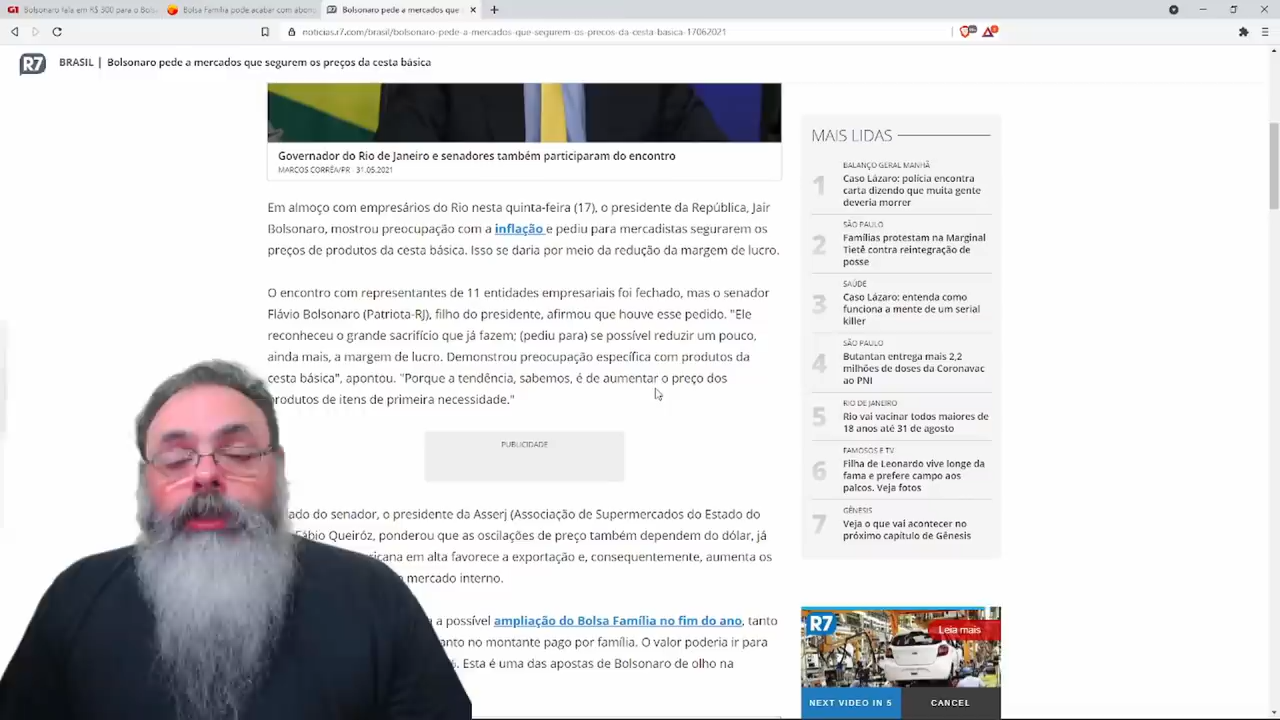 G1 Bolsonaro fala em R$ 300 para o Bols
Bolsa Família pode acabar com abono
Bolsonaro pede a mercados que
noticias.r7.com/brasil/bolsonaro-pede-a-mercados-que-segurem-os-precos-da-cesta-basica-17062021
R7 BRASIL | Bolsonaro pede a mercados que segurem os preços da cesta básica
Governador do Rio de Janeiro e senadores também participaram do encontro
MARCOS CORRÊA/PR 31.05.2021
Em almoço com empresários do Rio nesta quinta-feira (17), o presidente da República, Jair
Bolsonaro, mostrou preocupação com a inflação e pediu para mercadistas segurarem os
preços de produtos da cesta básica. Isso se daria por meio da redução da margem de lucro.
O encontro com representantes de 11 entidades empresariais foi fechado, mas o senador
Flávio Bolsonaro (Patriota-RJ), filho do presidente, afirmou que houve esse pedido. "Ele
reconheceu o grande sacrifício que já fazem; (pediu para) se possível reduzir um pouco,
ainda mais, a margem de lucro. Demonstrou preocupação específica com produtos da
cesta básica", apontou. "Porque a tendência, sabemos, é de aumentar o preço dos
produtos de itens de primeira necessidade."
PUBLICIDADE
ado do senador, o presidente da Asserj (Associação de Supermercados do Estado do
Fábio Queiróz, ponderou que as oscilações de preço também dependem do dólar, já
ricana em alta favorece a exportação e, consequentemente, aumenta os
mercado interno.
a possível ampliação do Bolsa Família no fim do ano, tanto
anto no montante pago por família. O valor poderia ir para
Esta é uma das apostas de Bolsonaro de olho na
MAIS LIDAS
1
BALANÇO GERAL MANHÃ
Caso Lázaro: polícia encontra
carta dizendo que muita gente
deveria morrer
2
SÃO PAULO
Famílias protestam na Marginal
Tietê contra reintegração de
posse
3
SAÚDE
Caso Lázaro: entenda como
funciona a mente de um serial
killer
4
SÃO PAULO
Butantan entrega mais 2,2
milhões de doses da Coronavac
ao PNI
5
RIO DE JANEIRO
Rio vai vacinar todos maiores de
18 anos até 31 de agosto
6
FAMOSOS E TV
Filha de Leonardo vive longe da
fama e prefere campo aos
palcos. Veja fotos
7
GÊNESIS
Veja o que vai acontecer no
próximo capítulo de Gênesis
R7
Leia mais
NEXT VIDEO IN 5 CANCEL